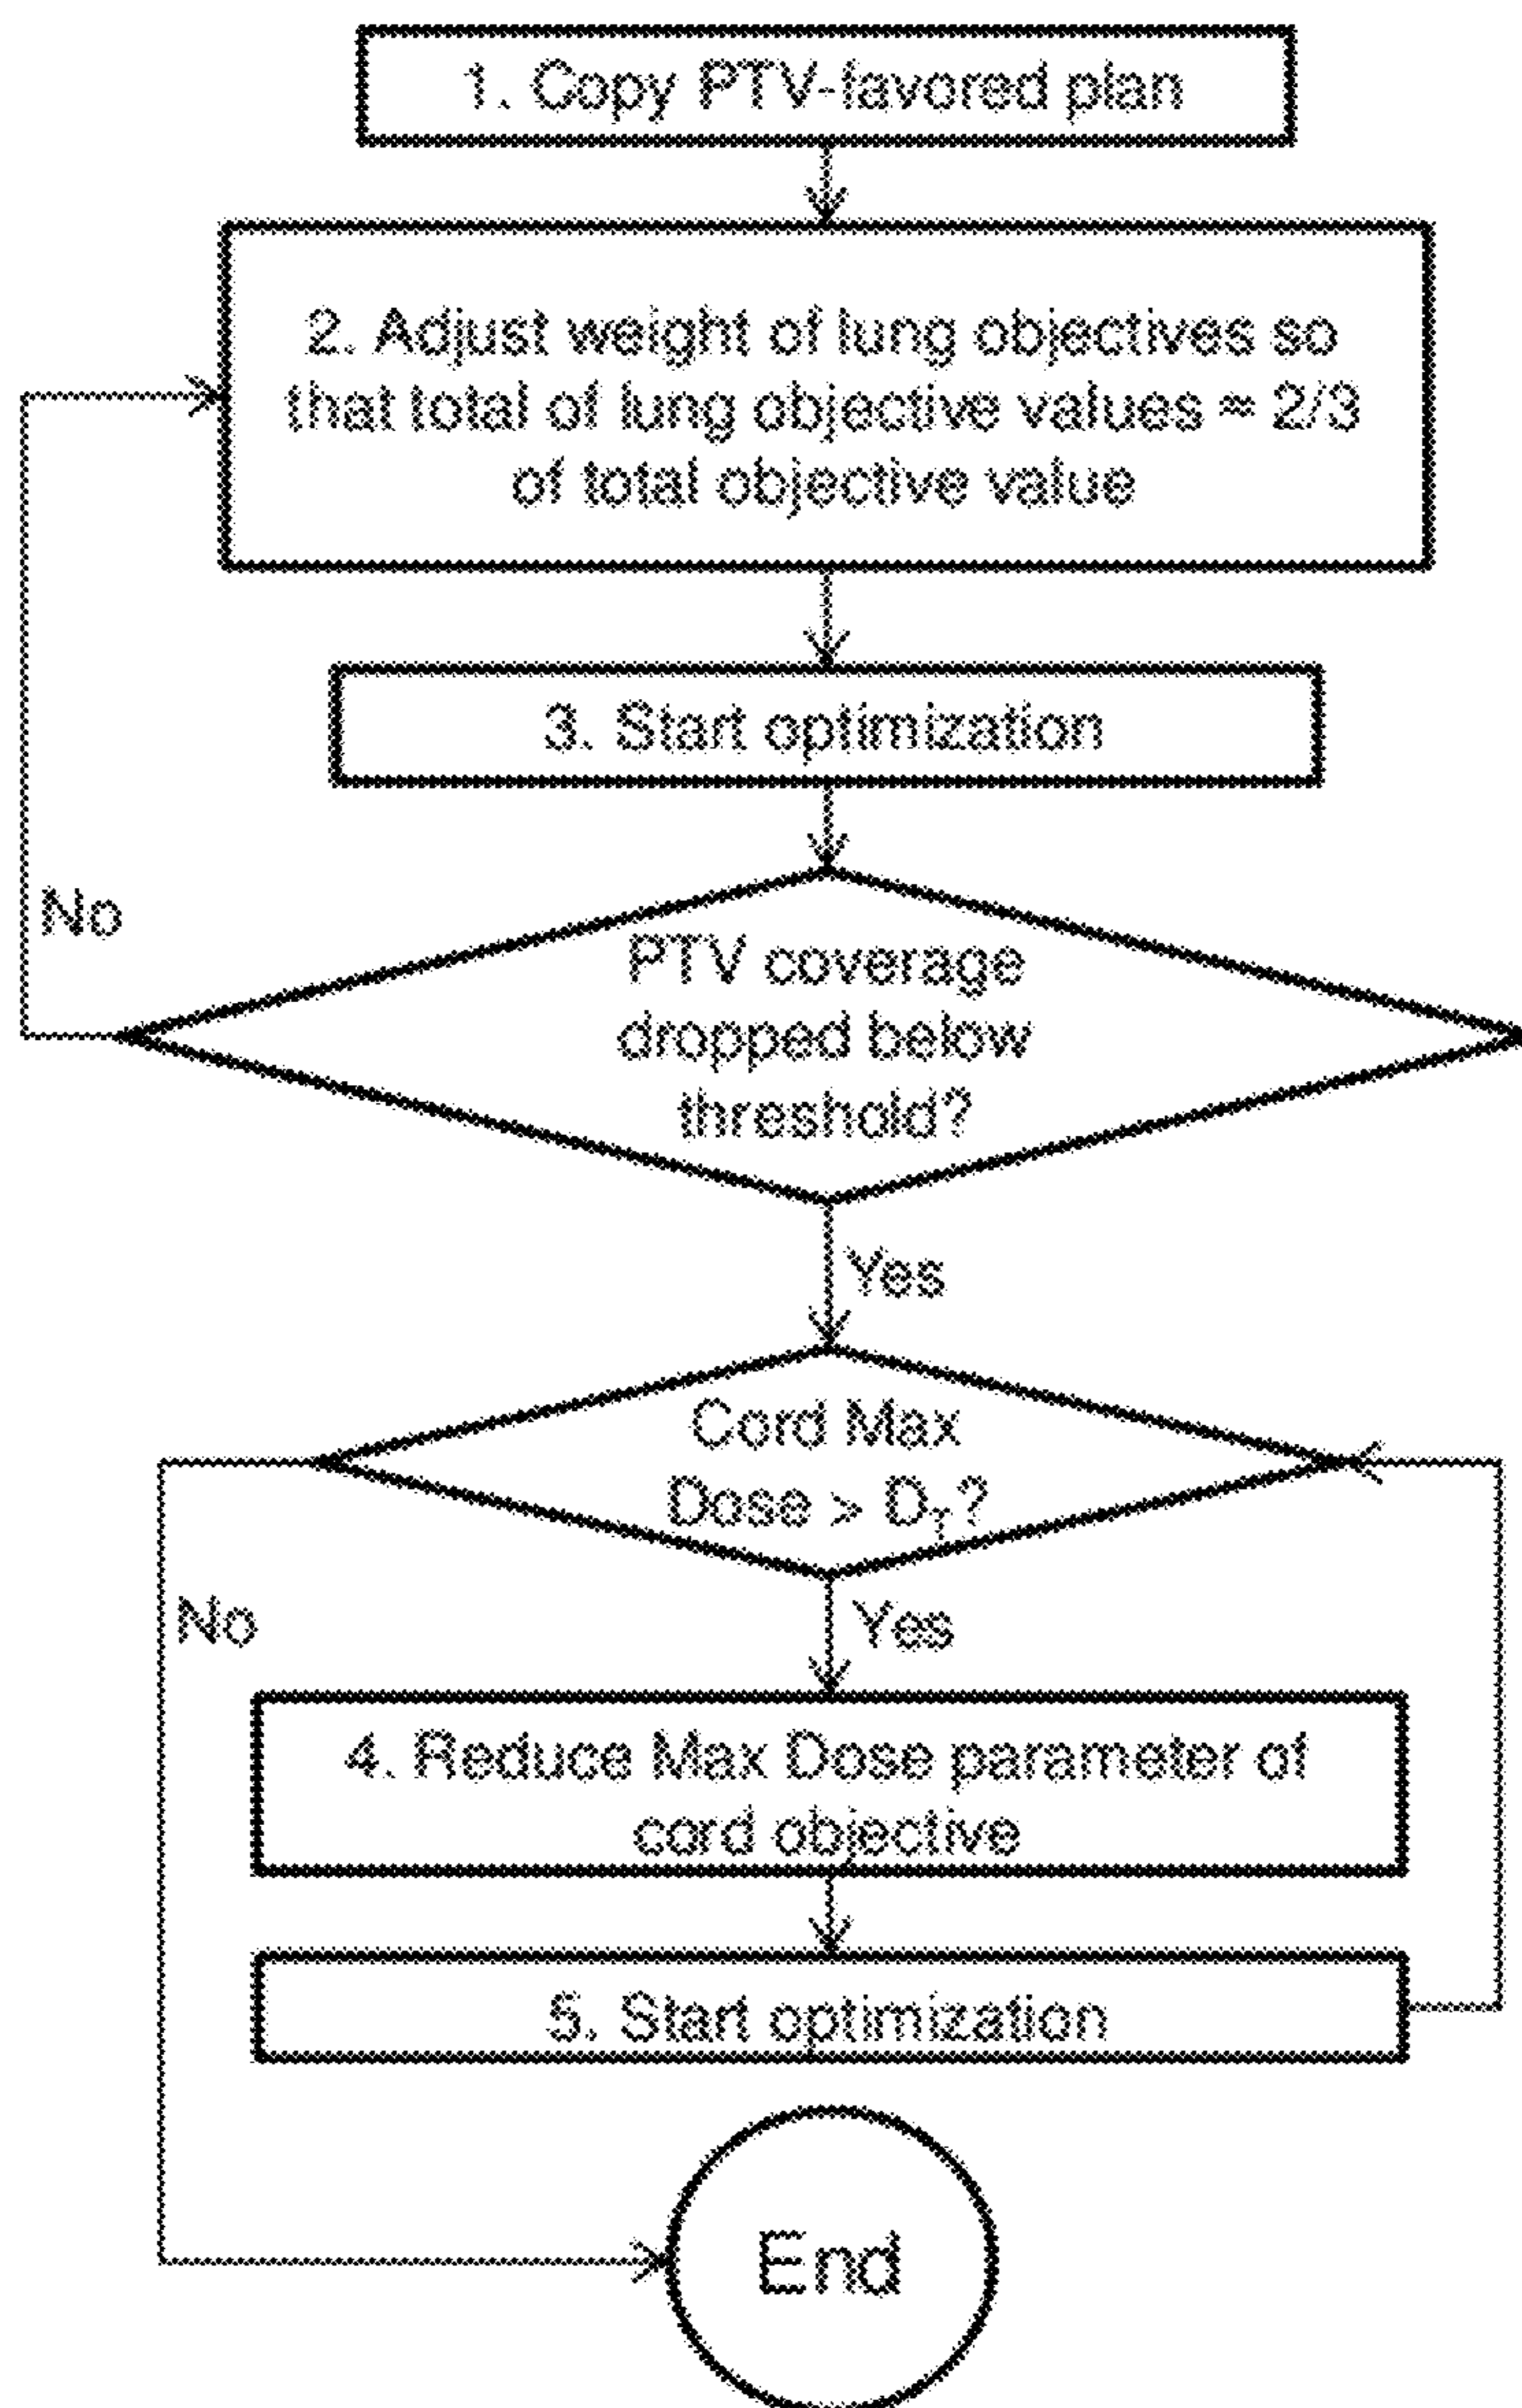 1. Copy PTV-favored plan
2. Adjust weight of lung objectives so
that total of lung objective values ≈ 2/3
of total objective value
3. Start optimization
No
PTV coverage
dropped below
threshold?
Yes
Cord Max
Dose > D_T?
No
Yes
4. Reduce Max Dose parameter of
cord objective
5. Start optimization
End